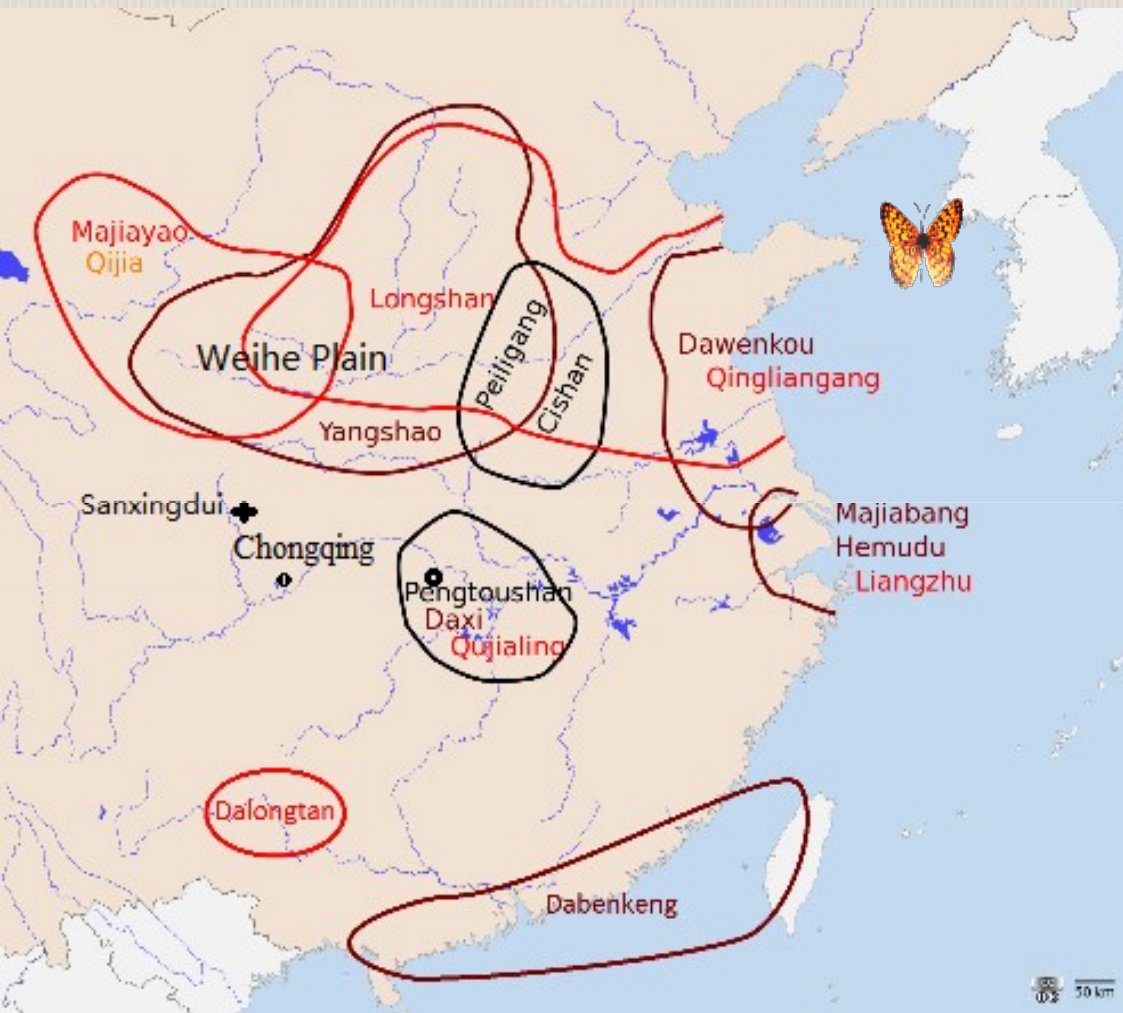 Majiayao
Qijia
Longshan
Peiligang
Cishan
Weihe Plain
Dawenkou
Qingliangang
Yangshao
Sanxingdui
Chongqing
Majiabang
Hemudu
Liangzhu
Pengtoushan
Daxi
Qujialing
Dalongtan
Dabenkeng
50 km